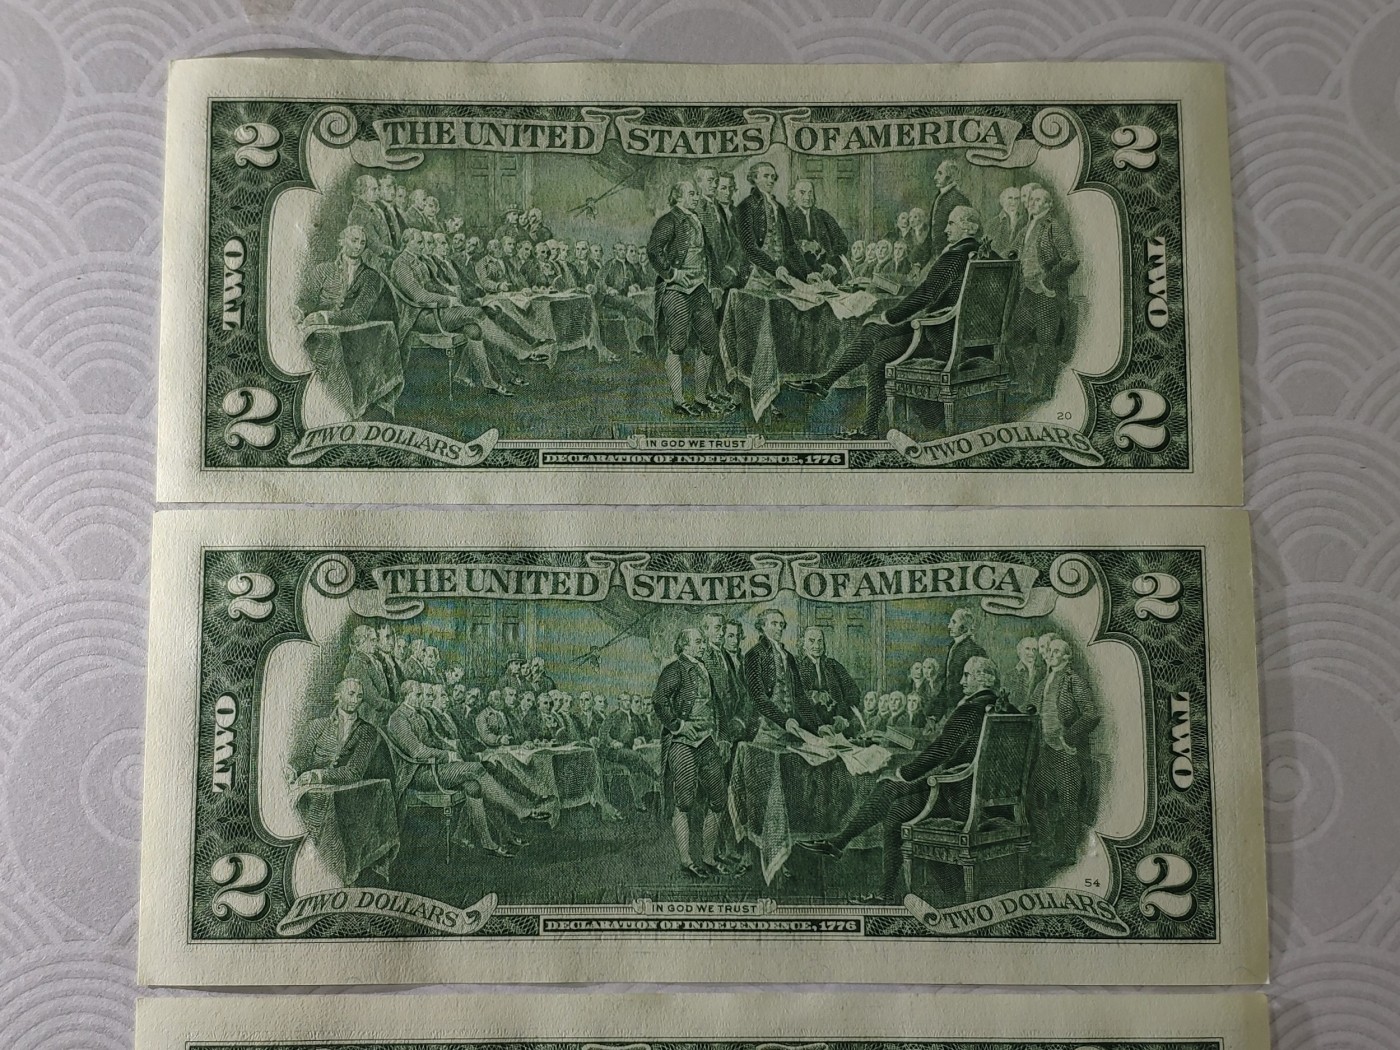 2 THE UNITED STATES OF AMERICA 2
TWO TWO
20
2 TWO DOLLARS IN GOD WE TRUST TWO DOLLARS 2
DECLARATION OF INDEPENDENCE, 1776
2 THE UNITED STATES OF AMERICA 2
TWO TWO
54
2 TWO DOLLARS IN GOD WE TRUST TWO DOLLARS 2
DECLARATION OF INDEPENDENCE, 1776